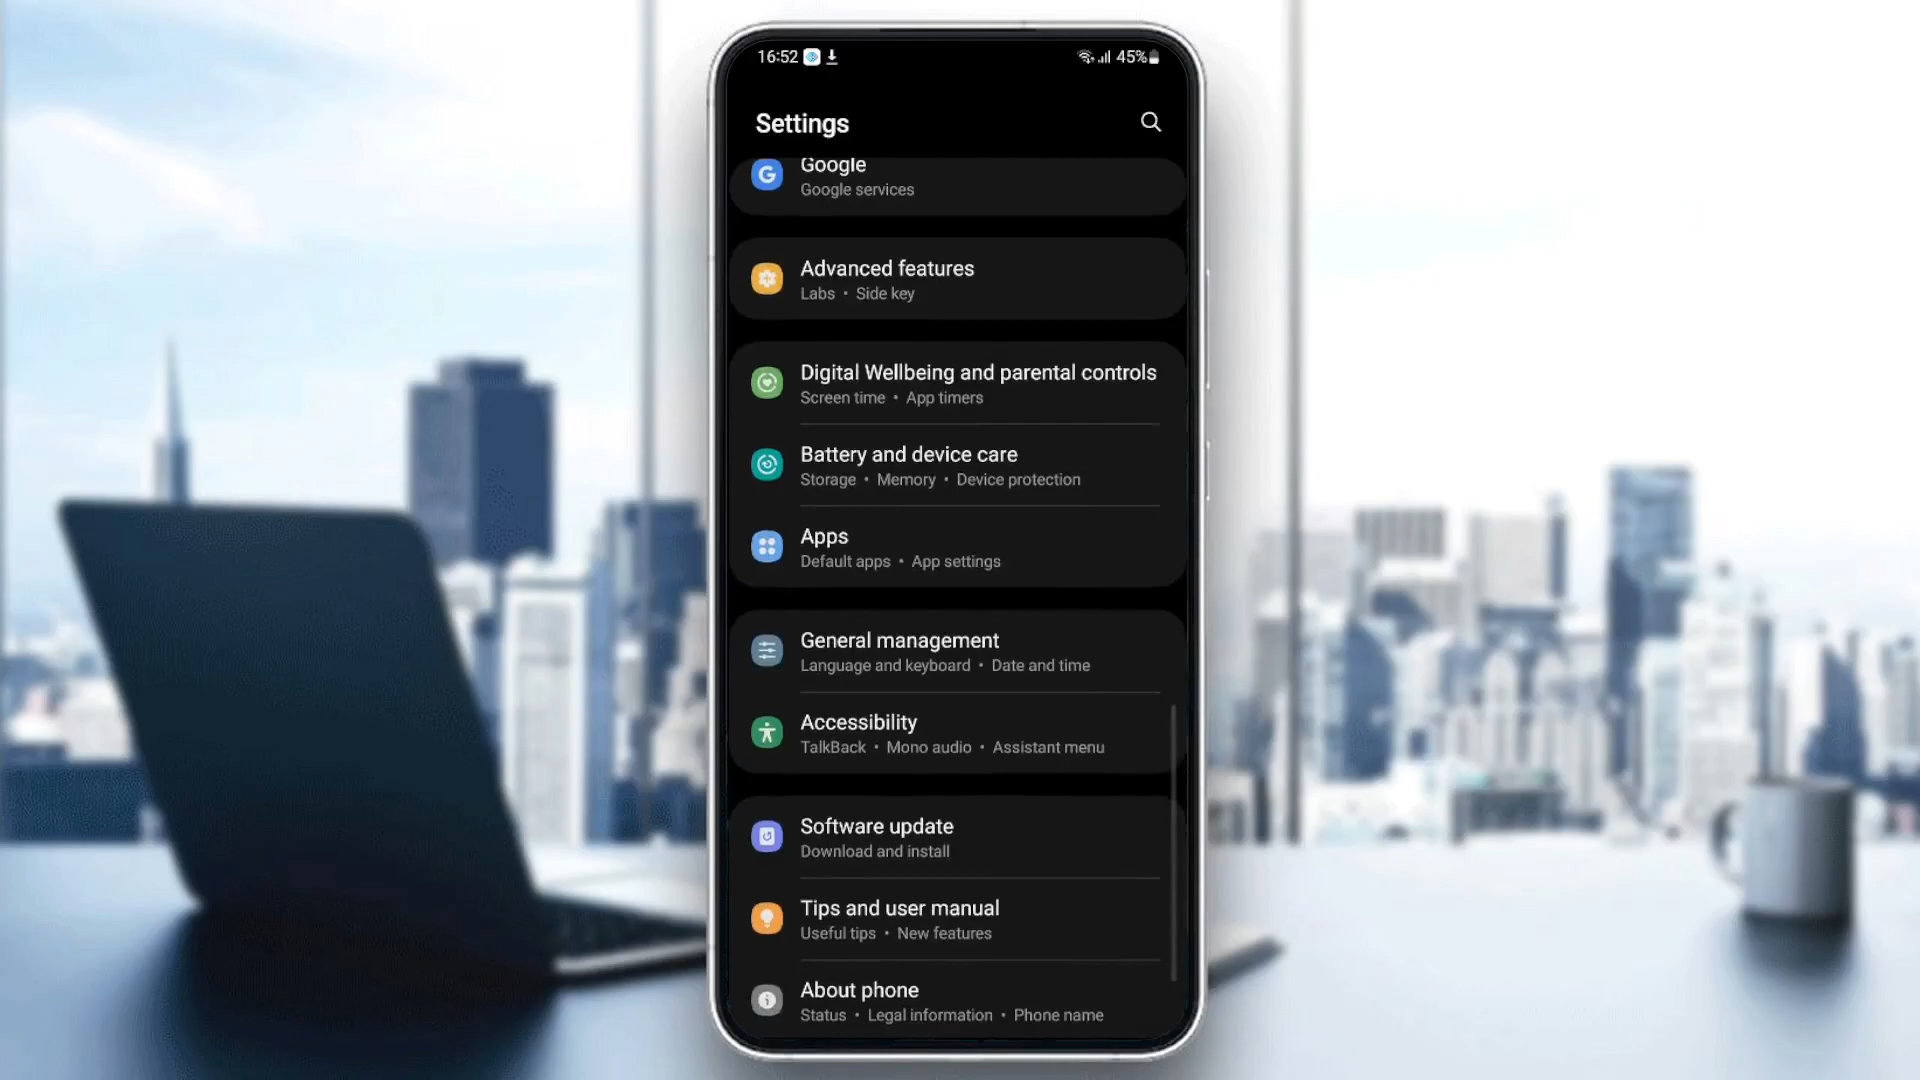 16:52
45%
Settings
Google
Google services
Advanced features
Labs • Side key
Digital Wellbeing and parental controls
Screen time • App timers
Battery and device care
Storage • Memory • Device protection
Apps
Default apps • App settings
General management
Language and keyboard • Date and time
Accessibility
TalkBack • Mono audio • Assistant menu
Software update
Download and install
Tips and user manual
Useful tips • New features
About phone
Status • Legal information • Phone name